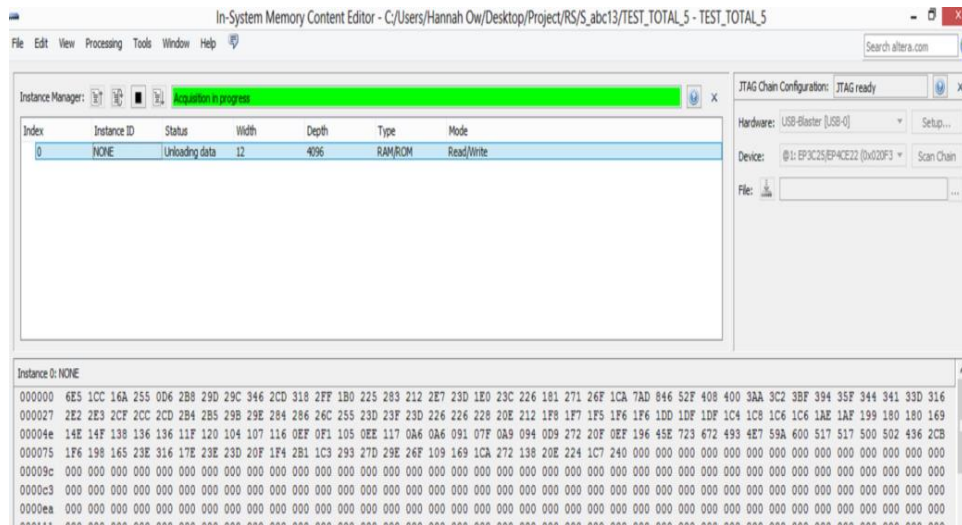 In-System Memory Content Editor - C:/Users/Hannah Ow/Desktop/Project/RS/S_abc13/TEST_TOTAL_5 - TEST_TOTAL_5
File Edit View Processing Tools Window Help
Search altera.com
Instance Manager: Acquisition in progress
JTAG Chain Configuration: JTAG ready
Index Instance ID Status Width Depth Type Mode
0 NONE Unloading data 12 4096 RAM/ROM Read/Write
Hardware: USB-Blaster [USB-0] Setup...
Device: @1: EP3C25/EP4CE22 (0x020F3 Scan Chain
File: ...
Instance 0: NONE
000000 6E5 1CC 16A 255 0D6 2B8 29D 29C 346 2CD 318 2FF 1B0 225 283 212 2E7 23D 1E0 23C 226 181 271 26F 1CA 7AD 846 52F 408 400 3AA 3C2 3BF 394 35F 344 341 33D 316
000027 2E2 2E3 2CF 2CC 2CD 2B4 2B5 29B 29E 284 286 26C 255 23D 23F 23D 226 226 228 20E 212 1F8 1F7 1F5 1F6 1F6 1DD 1DF 1DF 1C4 1C8 1C6 1C6 1AE 1AF 199 180 180 169
00004e 14E 14F 138 136 136 11F 120 104 107 116 0EF 0F1 105 0EE 117 0A6 0A6 091 07F 0A9 094 0D9 272 20F 0EF 196 45E 723 672 493 4E7 59A 600 517 517 500 502 436 2CB
000075 1F6 198 165 23E 316 17E 23E 23D 20F 1F4 2B1 1C3 293 27D 29E 26F 109 169 1CA 272 138 20E 224 1C7 240 000 000 000 000 000 000 000 000 000 000 000 000 000 000
00009c 000 000 000 000 000 000 000 000 000 000 000 000 000 000 000 000 000 000 000 000 000 000 000 000 000 000 000 000 000 000 000 000 000 000 000 000 000 000 000
0000c3 000 000 000 000 000 000 000 000 000 000 000 000 000 000 000 000 000 000 000 000 000 000 000 000 000 000 000 000 000 000 000 000 000 000 000 000 000 000 000
0000ea 000 000 000 000 000 000 000 000 000 000 000 000 000 000 000 000 000 000 000 000 000 000 000 000 000 000 000 000 000 000 000 000 000 000 000 000 000 000 000